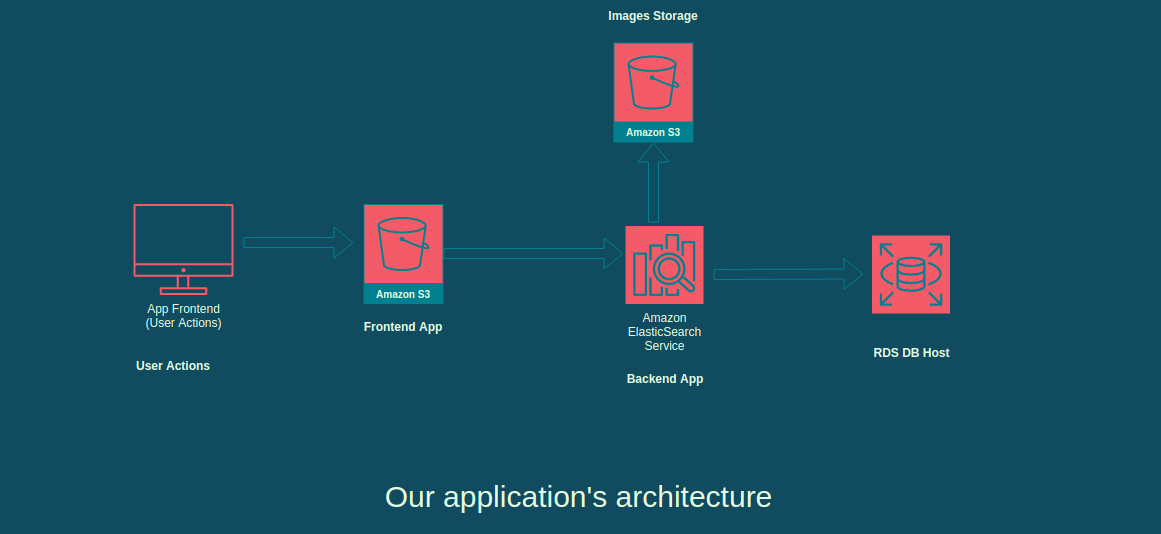 Images Storage
Amazon S3
App Frontend
(User Actions)
User Actions
Amazon S3
Frontend App
Amazon
ElasticSearch
Service
Backend App
RDS DB Host
Our application's architecture